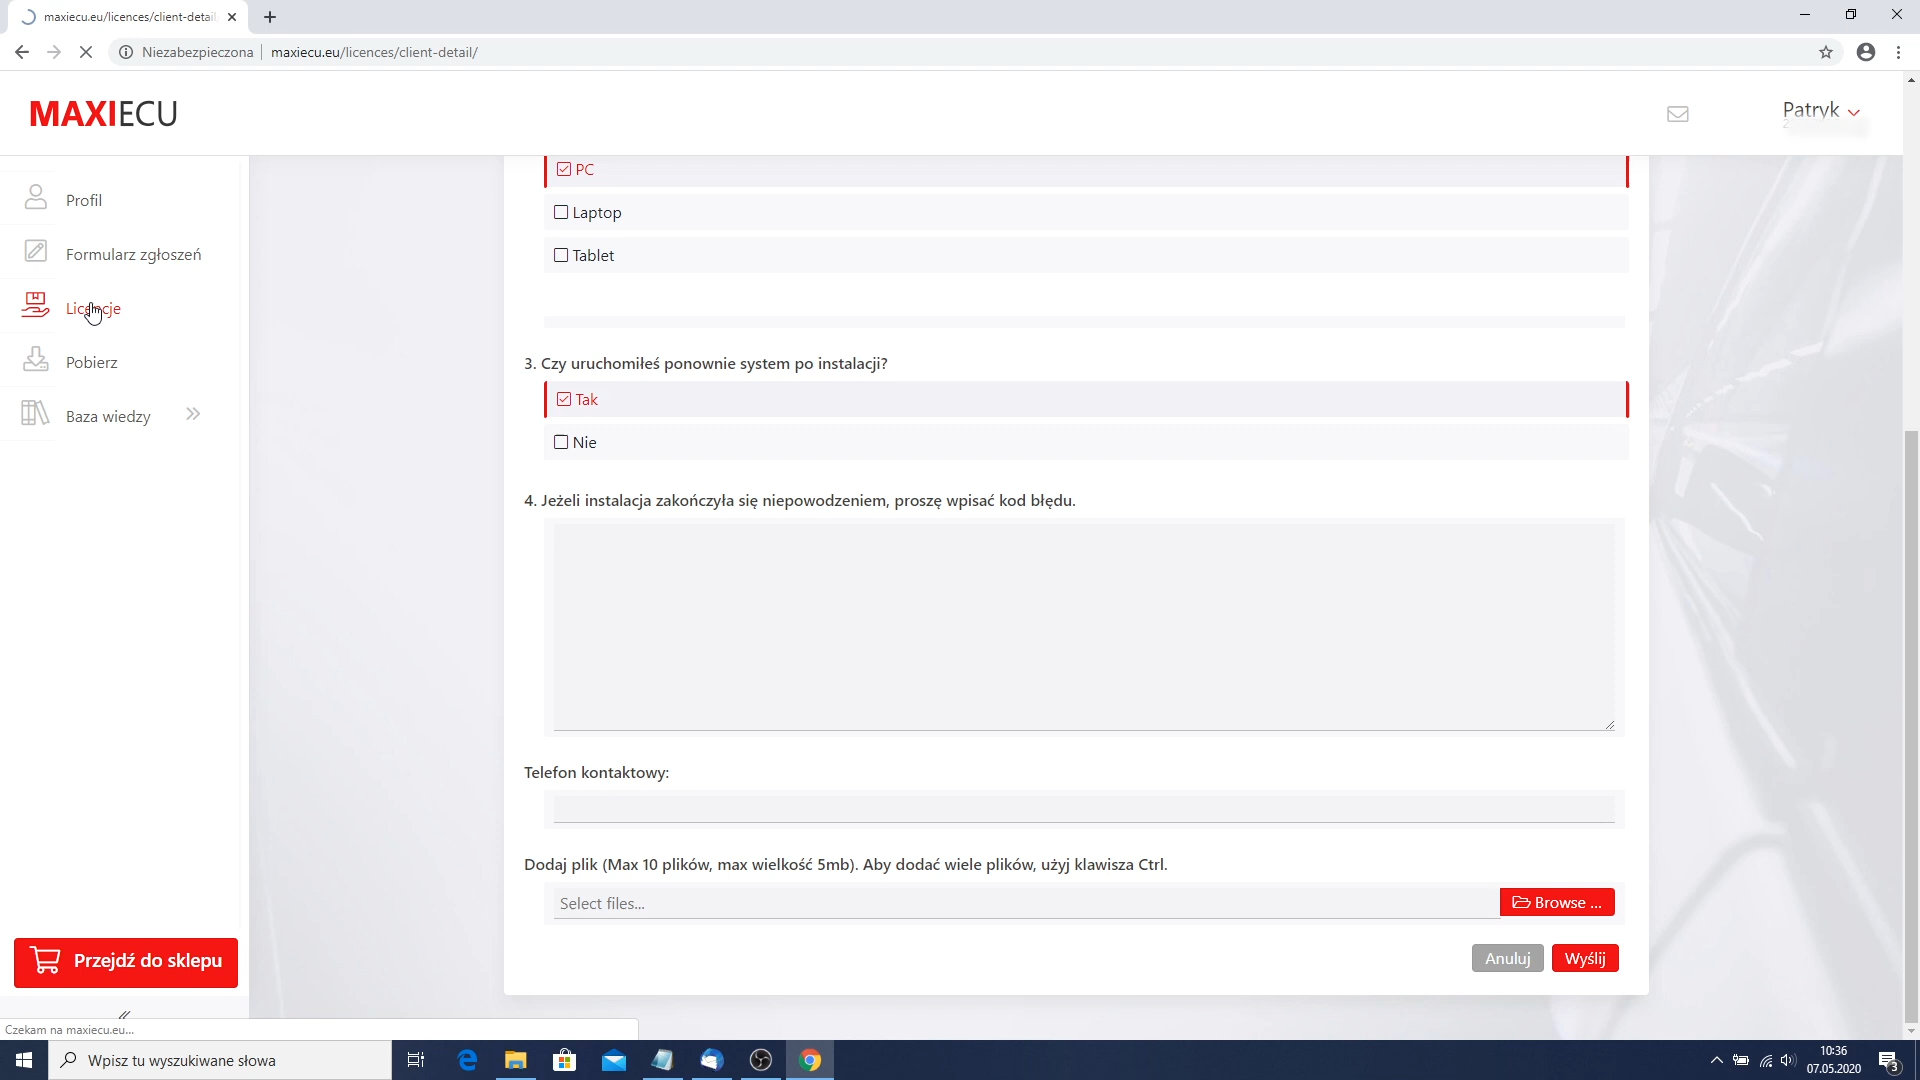 maxiecu.eu/licences/client-detail
Niezabezpieczona
maxiecu.eu/licences/client-detail/
MAXIECU
Patryk
Profil
Formularz zgłoszeń
Licencje
Pobierz
Baza wiedzy
PC
Laptop
Tablet
3. Czy uruchomiłeś ponownie system po instalacji?
Tak
Nie
4. Jeżeli instalacja zakończyła się niepowodzeniem, proszę wpisać kod błędu.
Telefon kontaktowy:
Dodaj plik (Max 10 plików, max wielkość 5mb). Aby dodać wiele plików, użyj klawisza Ctrl.
Select files...
Browse ...
Anuluj
Wyślij
Przejdź do sklepu
Czekam na maxiecu.eu...
Wpisz tu wyszukiwane słowa
10:36
07.05.2020
3